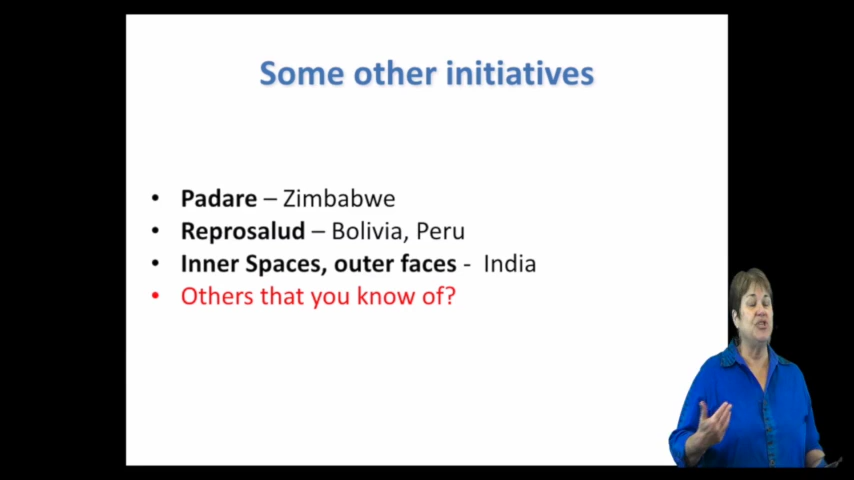 Some other initiatives
• Padare – Zimbabwe
• Reprosalud – Bolivia, Peru
• Inner Spaces, outer faces - India
• Others that you know of?